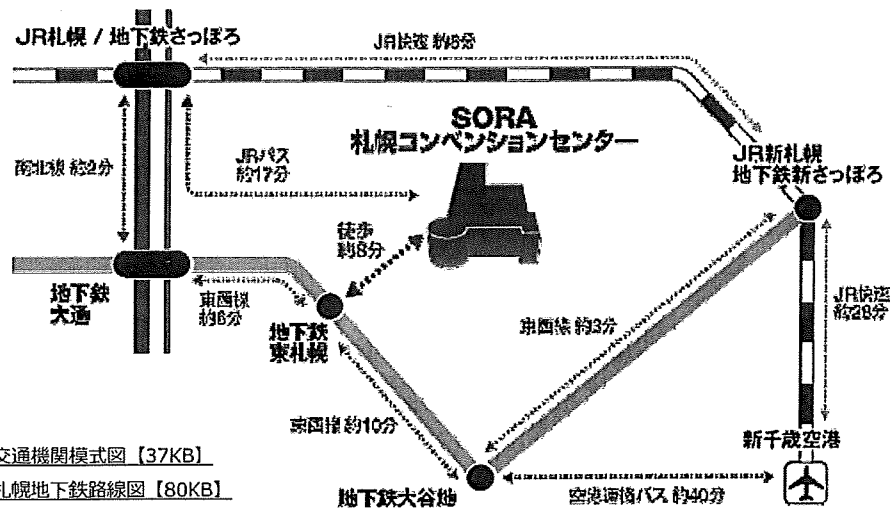 JR札幌 / 地下鉄さっぽろ
JR快速 約8分
SORA
札幌コンベンションセンター
JR新札幌
地下鉄新さっぽろ
南北線 約2分
JRバス
約17分
徒歩
約8分
地下鉄
大通
東西線
約6分
地下鉄
東札幌
東西線 約3分
JR快速
約28分
東西線 約10分
新千歳空港
交通機関模式図【37KB】
札幌地下鉄路線図【80KB】
地下鉄大谷地
空港連絡バス 約40分